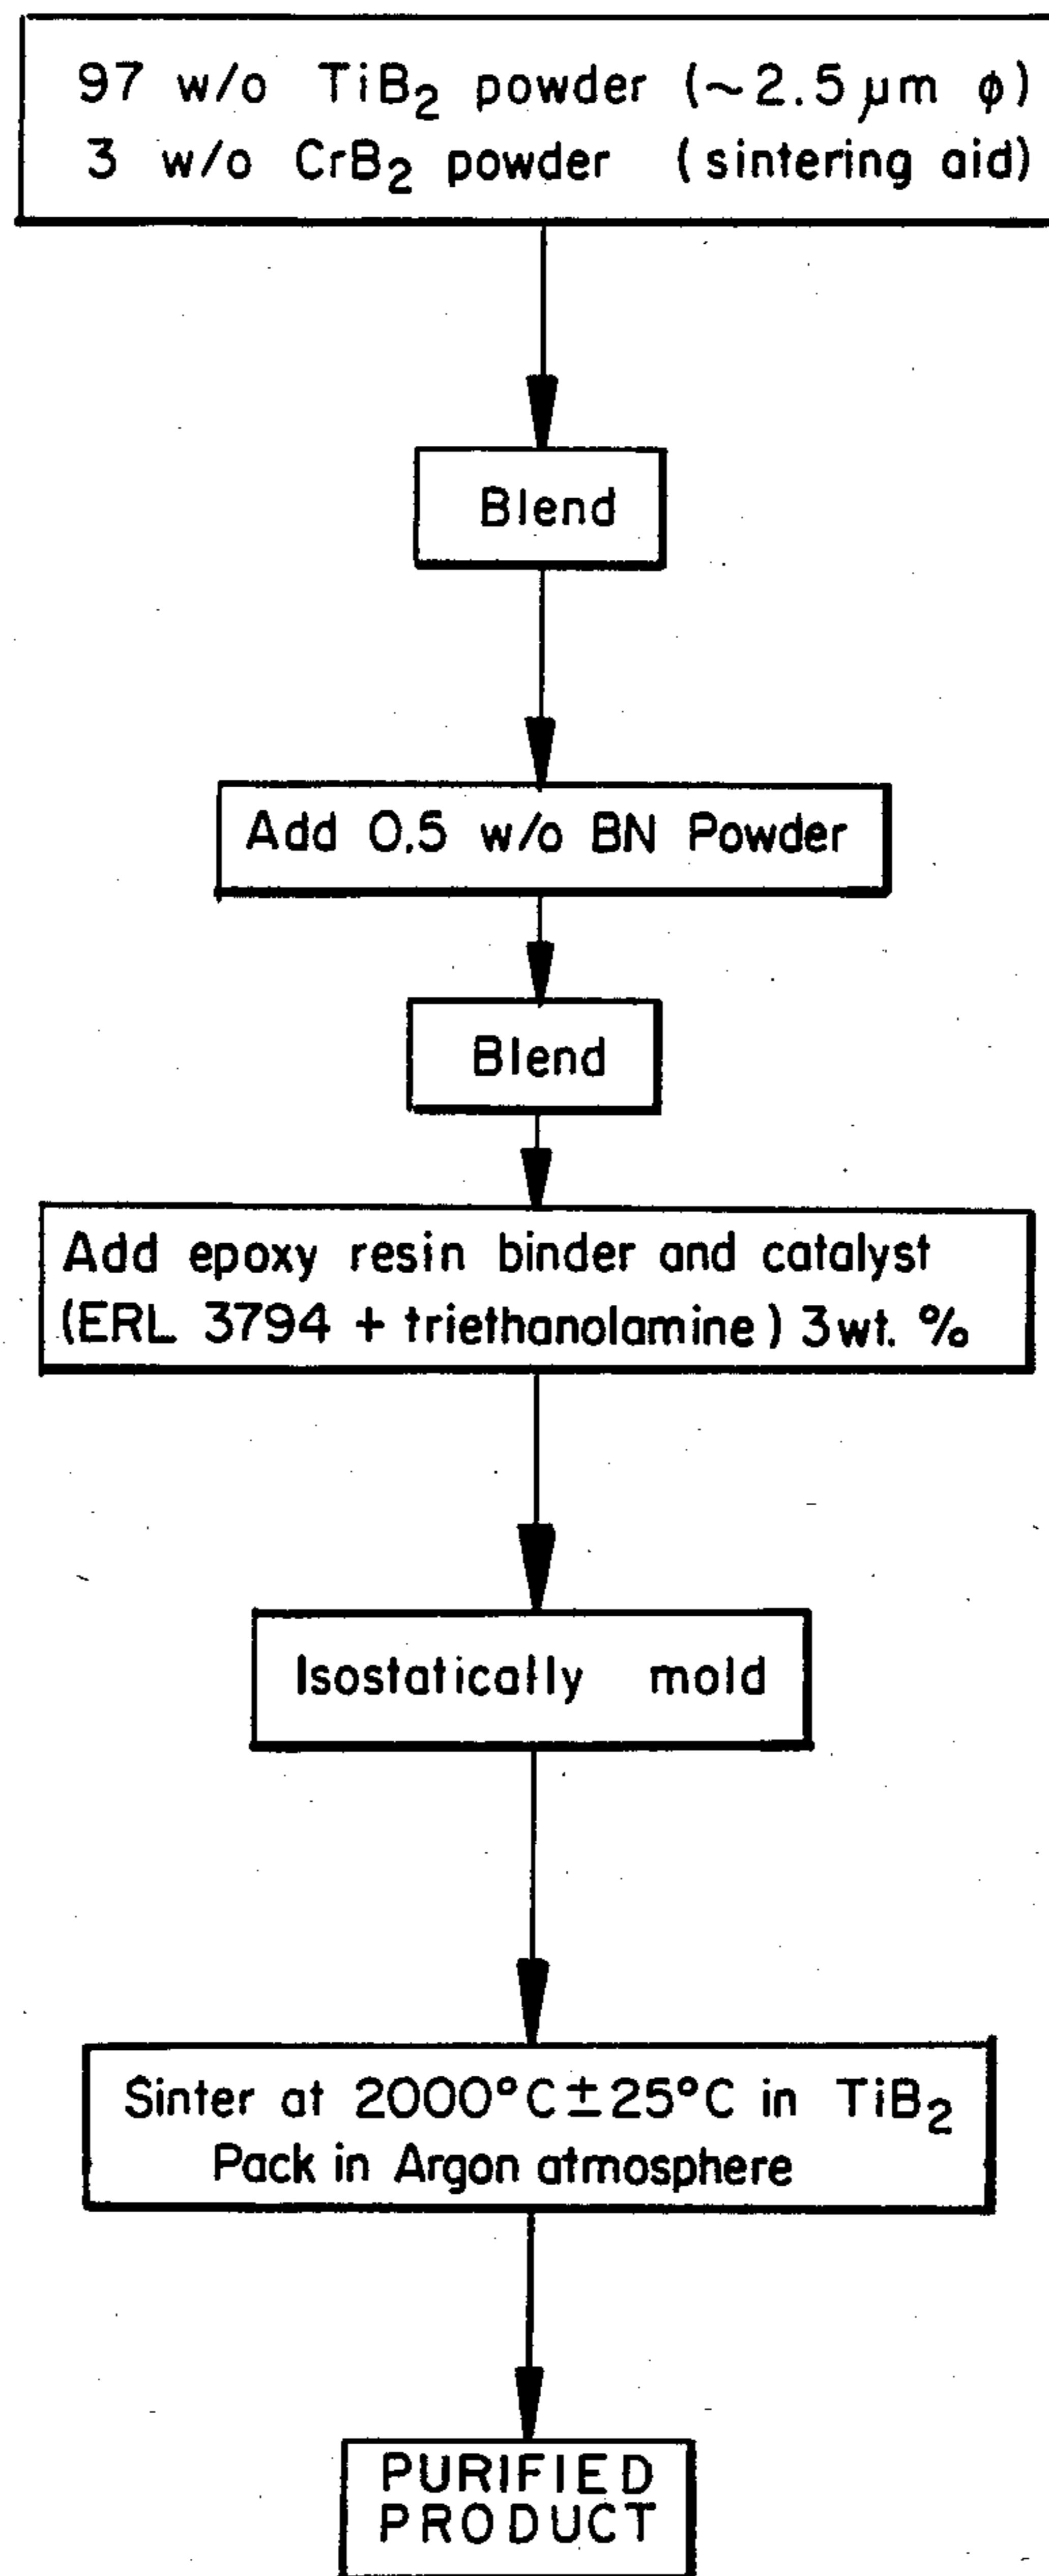 97 w/o TiB₂ powder (~2.5 μm ϕ)
3 w/o CrB₂ powder (sintering aid)
Blend
Add 0.5 w/o BN Powder
Blend
Add epoxy resin binder and catalyst
(ERL 3794 + triethanolamine) 3 wt. %
Isostatically mold
Sinter at 2000°C ± 25°C in TiB₂
Pack in Argon atmosphere
PURIFIED
PRODUCT